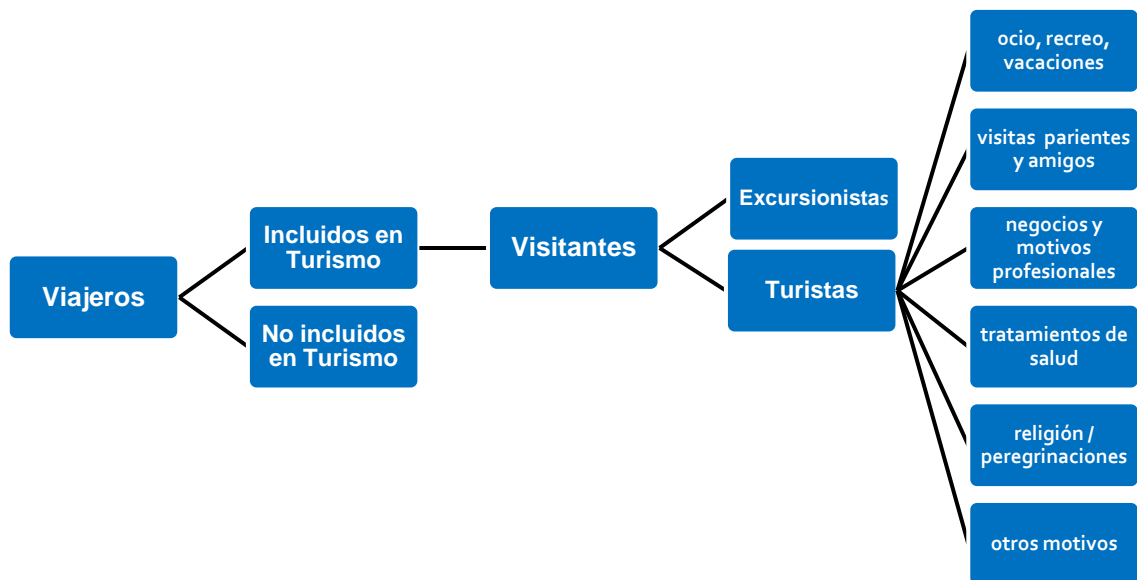 Viajeros
Incluidos en
Turismo
No incluidos
en Turismo
Visitantes
Excursionistas
Turistas
ocio, recreo,
vacaciones
visitas parientes
y amigos
negocios y
motivos
profesionales
tratamientos de
salud
religión /
peregrinaciones
otros motivos